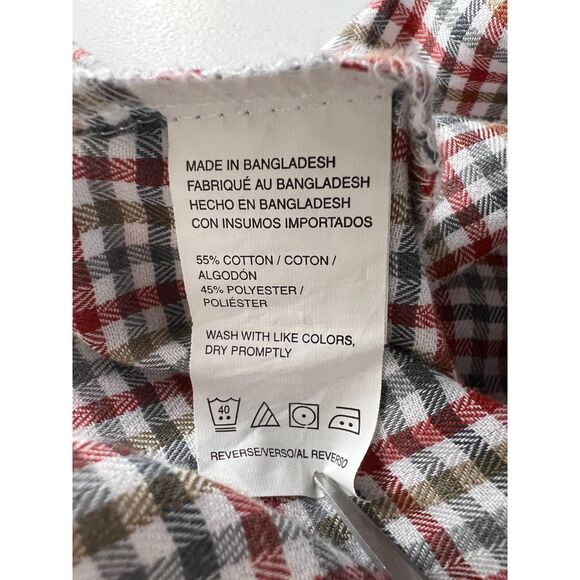 MADE IN BANGLADESH
FABRIQUÉ AU BANGLADESH
HECHO EN BANGLADESH
CON INSUMOS IMPORTADOS
55% COTTON / COTON /
ALGODÓN
45% POLYESTER /
POLIÉSTER
WASH WITH LIKE COLORS,
DRY PROMPTLY
40
REVERSE/VERSO/AL REVERSO